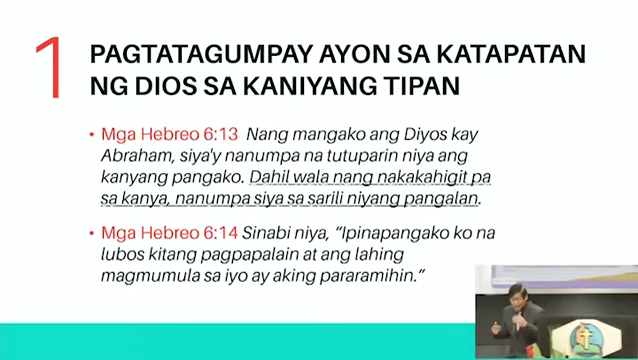 1
PAGTATAGUMPAY AYON SA KATAPATAN
NG DIOS SA KANIYANG TIPAN
• Mga Hebreo 6:13 Nang mangako ang Diyos kay
Abraham, siya'y nanumpa na tutuparin niya ang
kanyang pangako. Dahil wala nang nakakahigit pa
sa kanya, nanumpa siya sa sarili niyang pangalan.
• Mga Hebreo 6:14 Sinabi niya, “Ipinapangako ko na
lubos kitang pagpapalain at ang lahing
magmumula sa iyo ay aking pararamihin.”